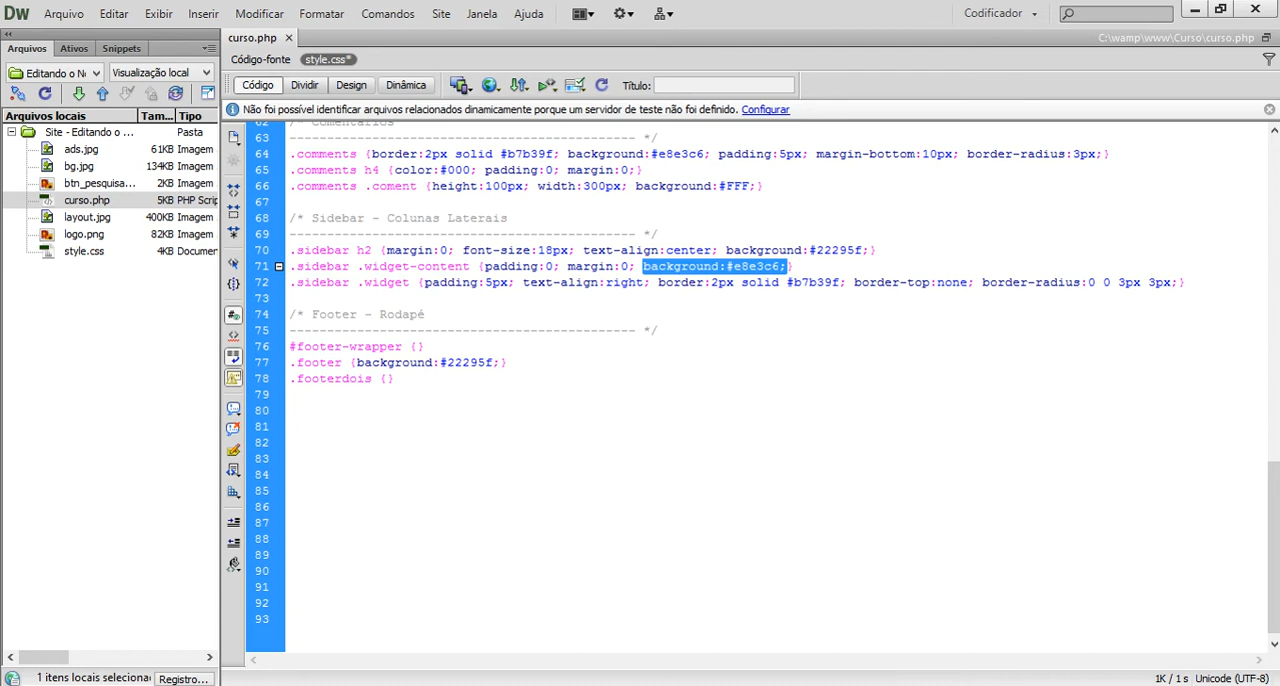 Dw Arquivo Editar Exibir Inserir Modificar Formatar Comandos Site Janela Ajuda Codificador
Arquivos Ativos Snippets
curso.php C:\wamp\www\Curso\curso.php
Código-fonte style.css*
Editando o N Visualização local
Código Dividir Design Dinâmica Título:
Não foi possível identificar arquivos relacionados dinamicamente porque um servidor de teste não foi definido. Configurar
Arquivos locais Tam... Tipo
Site - Editando o ... Pasta
ads.jpg 61KB Imagem
bg.jpg 134KB Imagem
btn_pesquisa... 2KB Imagem
curso.php 5KB PHP Scrip
layout.jpg 400KB Imagem
logo.png 82KB Imagem
style.css 4KB Documen
62 /* Comentários
63 ------------------------------------------- */
64 .comments {border:2px solid #b7b39f; background:#e8e3c6; padding:5px; margin-bottom:10px; border-radius:3px;}
65 .comments h4 {color:#000; padding:0; margin:0;}
66 .comments .coment {height:100px; width:300px; background:#FFF;}
67
68 /* Sidebar - Colunas Laterais
69 ------------------------------------------- */
70 .sidebar h2 {margin:0; font-size:18px; text-align:center; background:#22295f;}
71 .sidebar .widget-content {padding:0; margin:0; background:#e8e3c6;}
72 .sidebar .widget {padding:5px; text-align:right; border:2px solid #b7b39f; border-top:none; border-radius:0 0 3px 3px;}
73
74 /* Footer - Rodapé
75 ------------------------------------------- */
76 #footer-wrapper {}
77 .footer {background:#22295f;}
78 .footerdois {}
79
80
81
82
83
84
85
86
87
88
89
90
91
92
93
1 itens locais seleciona Registro... 1K / 1 s Unicode (UTF-8)